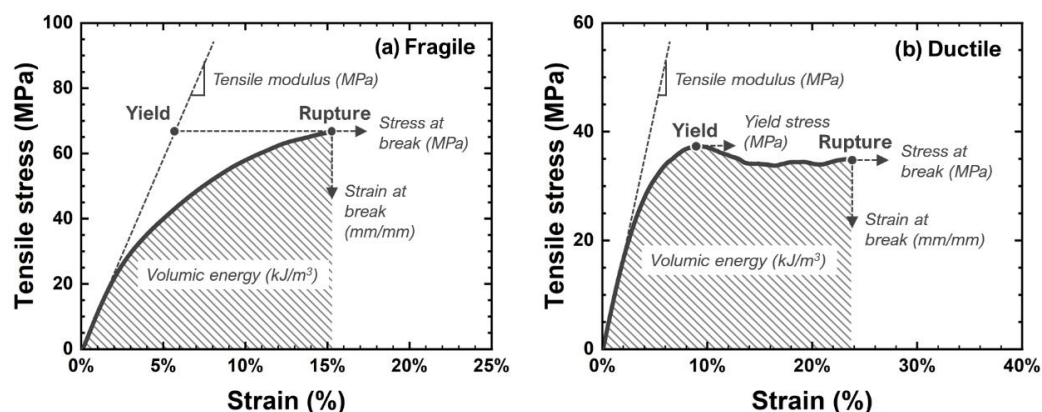 (a) Fragile
Tensile stress (MPa)
100
80
60
40
20
0
Tensile modulus (MPa)
Yield
Rupture
Stress at
break (MPa)
Strain at
break
(mm/mm)
Volumic energy (kJ/m³)
0%
5%
10%
15%
20%
25%
Strain (%)
(b) Ductile
Tensile stress (MPa)
60
40
20
0
Tensile modulus (MPa)
Yield
Yield stress
(MPa)
Rupture
Stress at
break (MPa)
Strain at
break (mm/mm)
Volumic energy (kJ/m³)
0%
10%
20%
30%
40%
Strain (%)